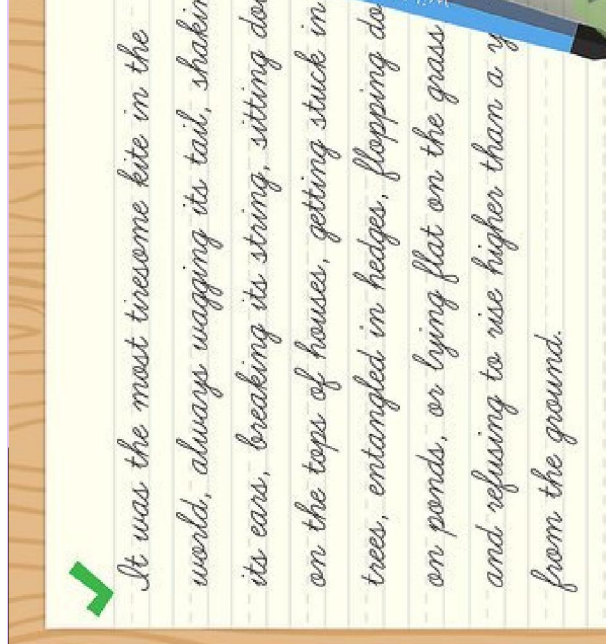 It was the most tiresome kite in the
world, always wagging its tail, shakin
its ears, breaking its string, sitting do
on the tops of houses, getting stuck in
trees, entangled in hedges, flopping do
on ponds, or lying flat on the grass
and refusing to rise higher than a y
from the ground.